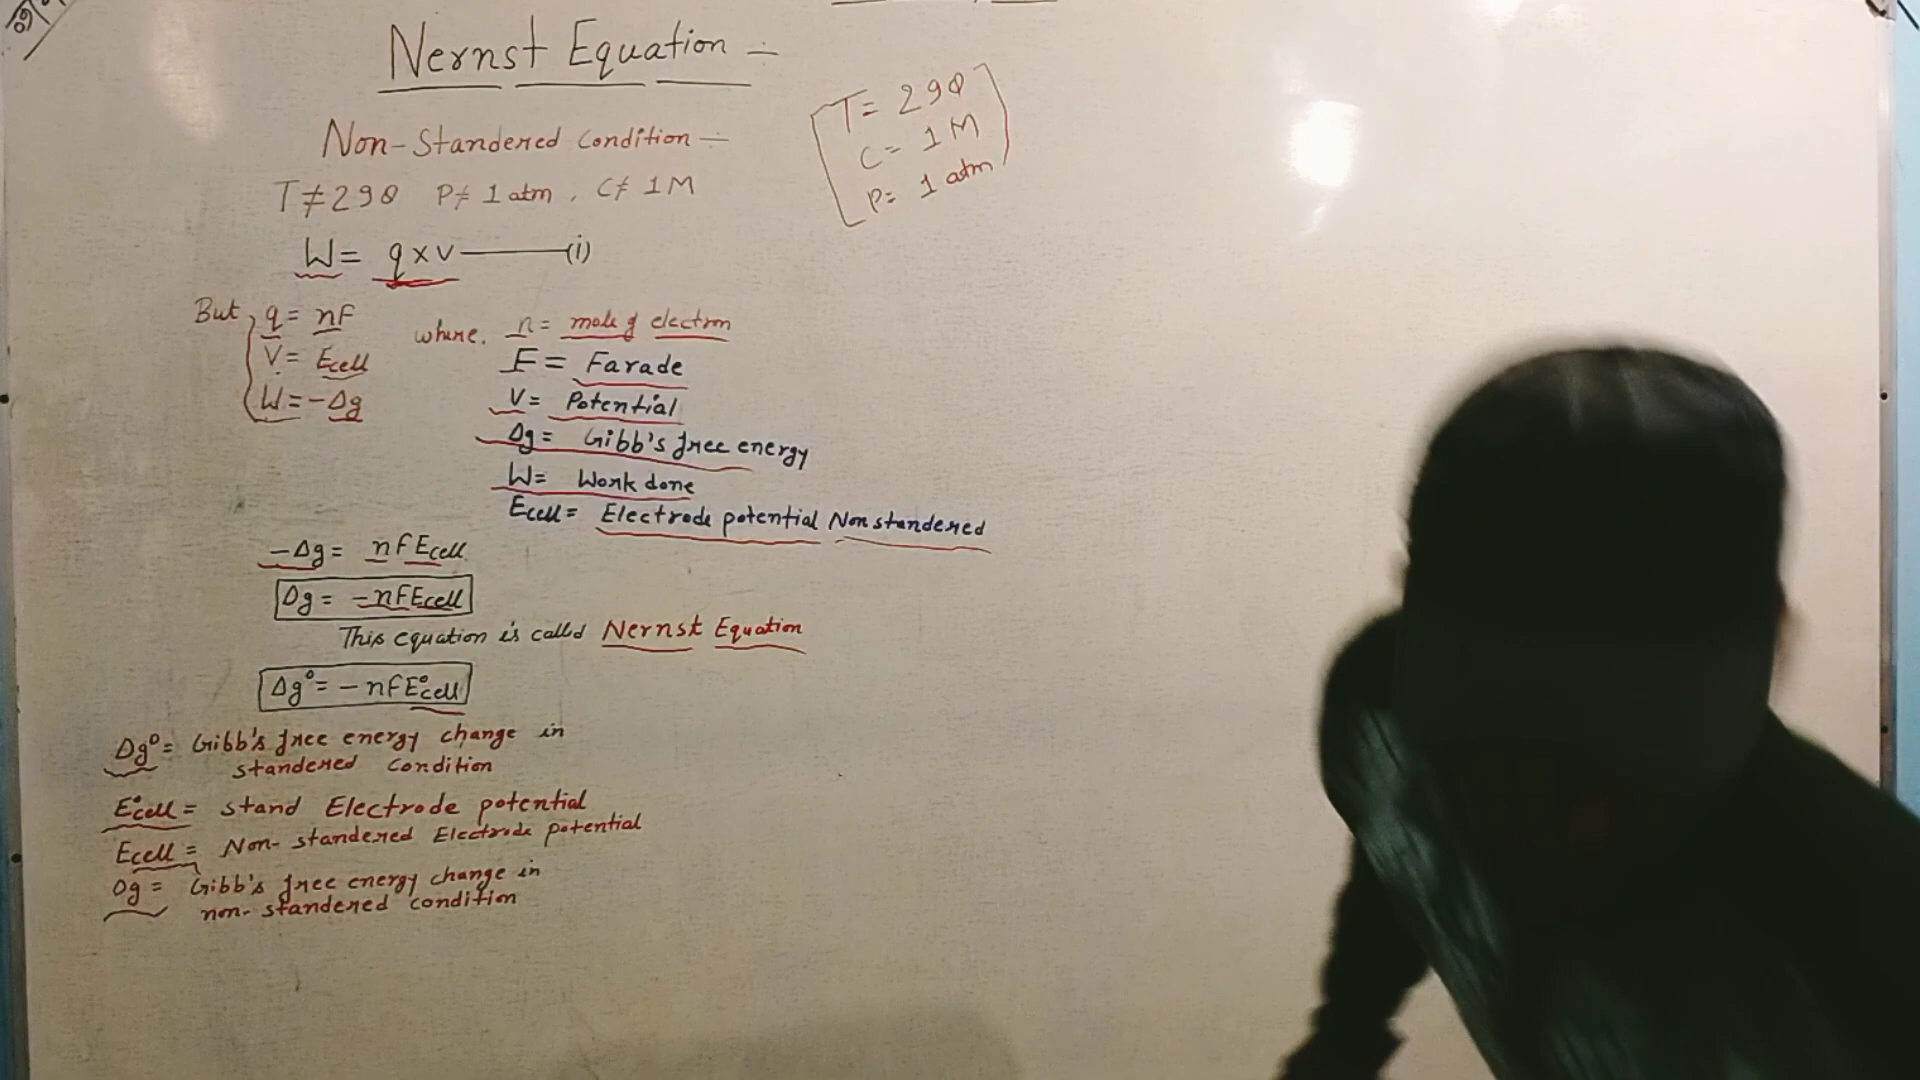 Nernst Equation -
Non-Standered Condition -
T≠298 P≠ 1 atm, C≠ 1M
T= 298
C= 1M
P= 1 atm
W= q×v ———(i)
But, q= nF
V= Ecell
W= -Δg
where, n= mole of electron
F= Farade
V= Potential
Δg= Gibb's free energy
W= Work done
Ecell= Electrode potential Non standered
-Δg= nFEcell
Δg= -nFEcell
This equation is called Nernst Equation
Δg°= -nFE°cell
Δg°= Gibb's free energy change in
standered condition
E°cell= stand Electrode potential
Ecell= Non-standered Electrode potential
Δg= Gibb's free energy change in
non-standered condition